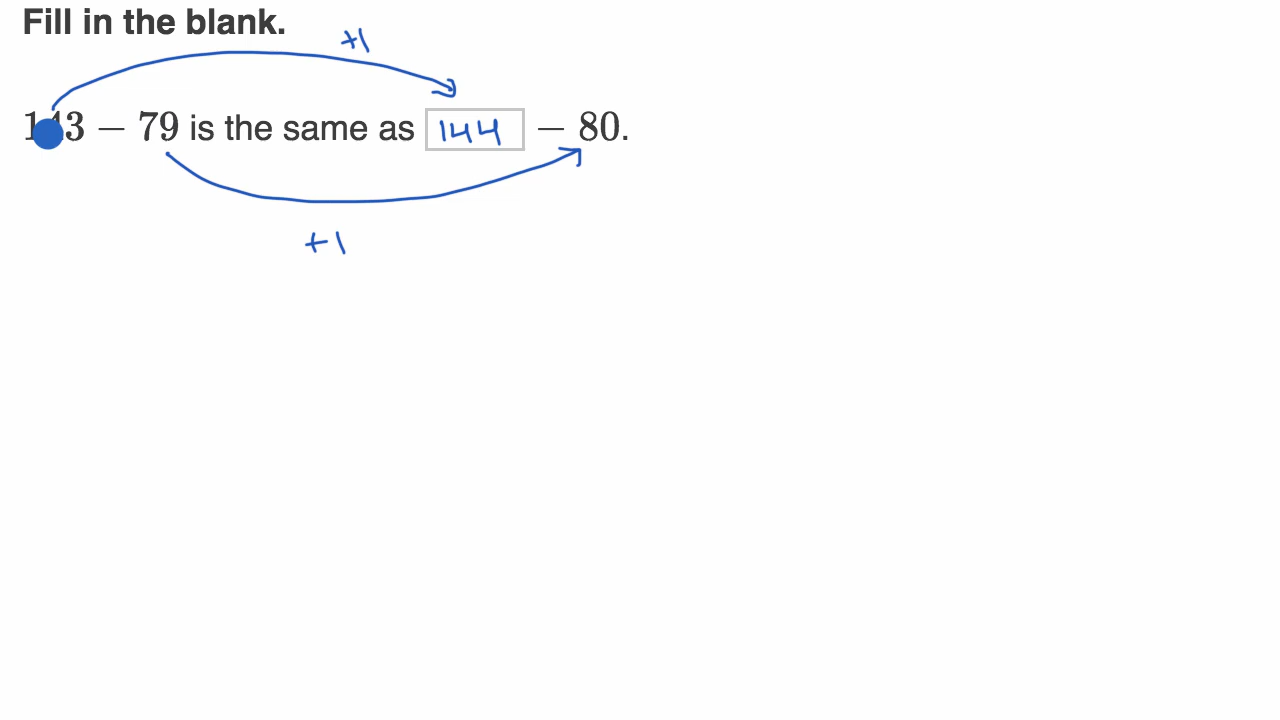 Fill in the blank.
+1
143 − 79 is the same as 144 − 80.
+1